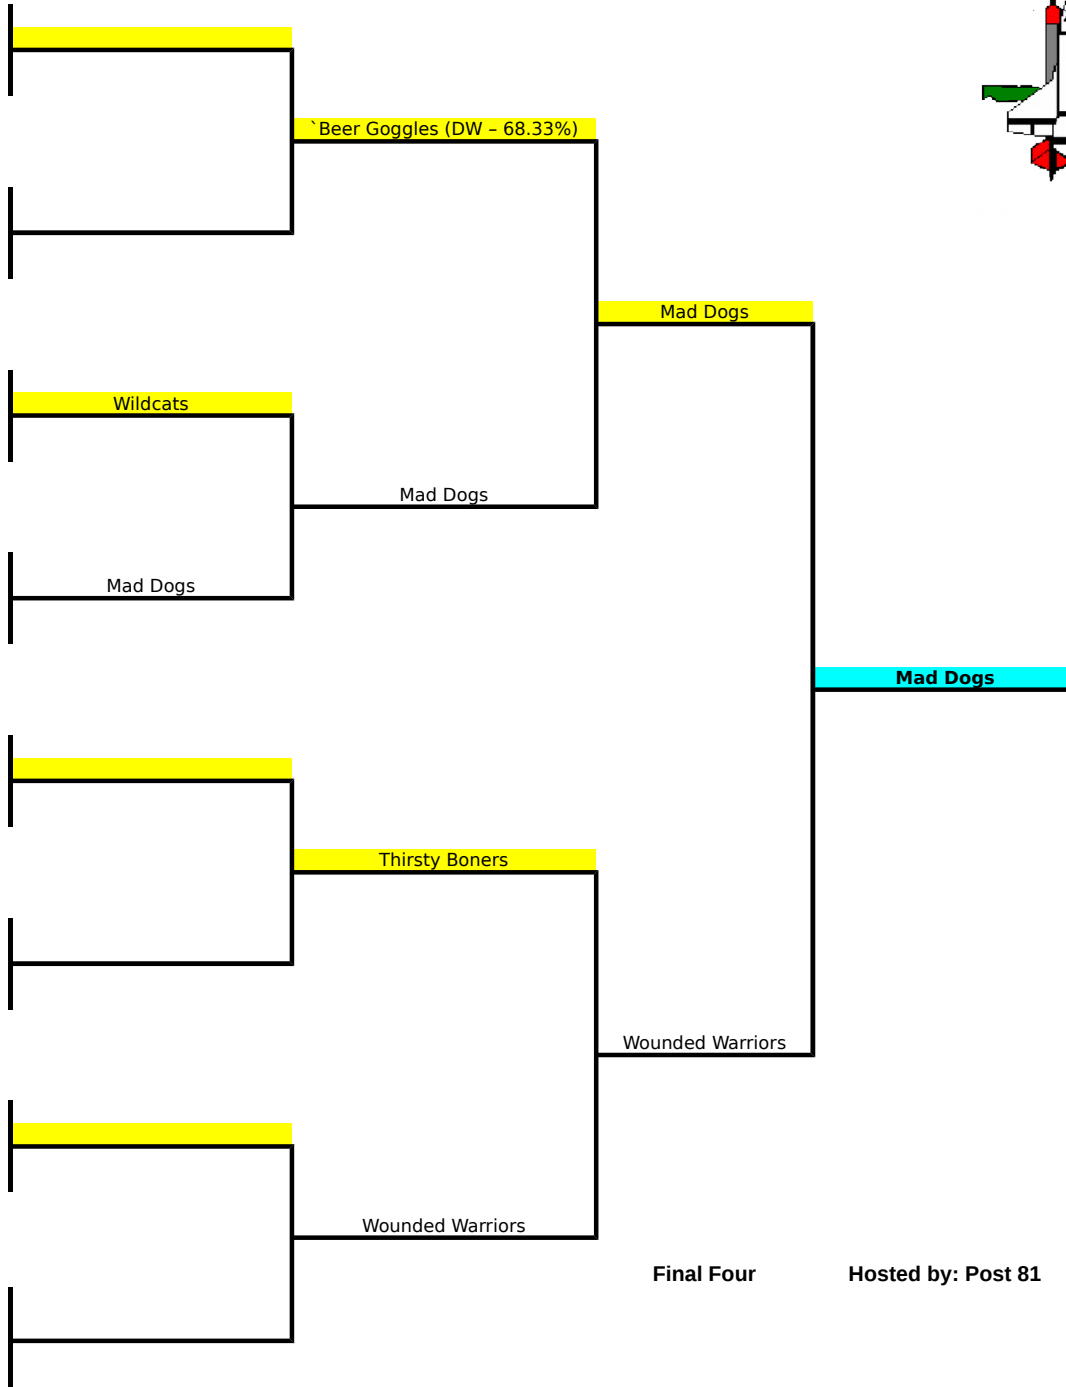 `Beer Goggles (DW – 68.33%)
Mad Dogs
Wildcats
Mad Dogs
Mad Dogs
Mad Dogs
Thirsty Boners
Wounded Warriors
Wounded Warriors
Final Four
Hosted by: Post 81